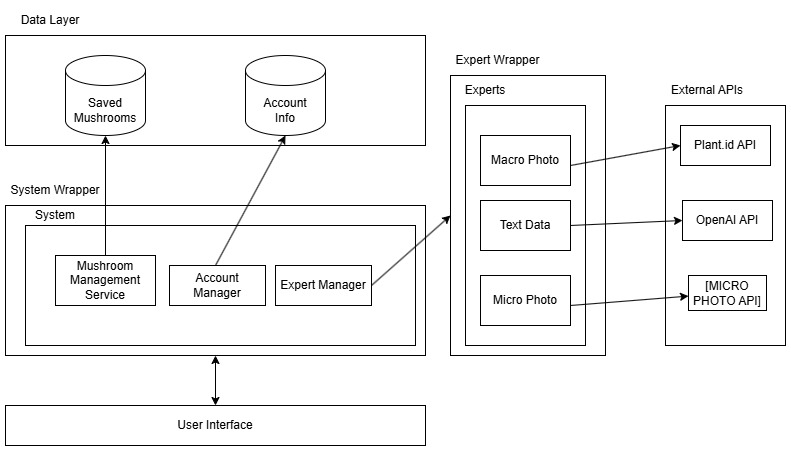 Data Layer
Saved
Mushrooms
Account
Info
System Wrapper
System
Mushroom
Management
Service
Account
Manager
Expert Manager
User Interface
Expert Wrapper
Experts
Macro Photo
Text Data
Micro Photo
External APIs
Plant.id API
OpenAI API
[MICRO
PHOTO API]